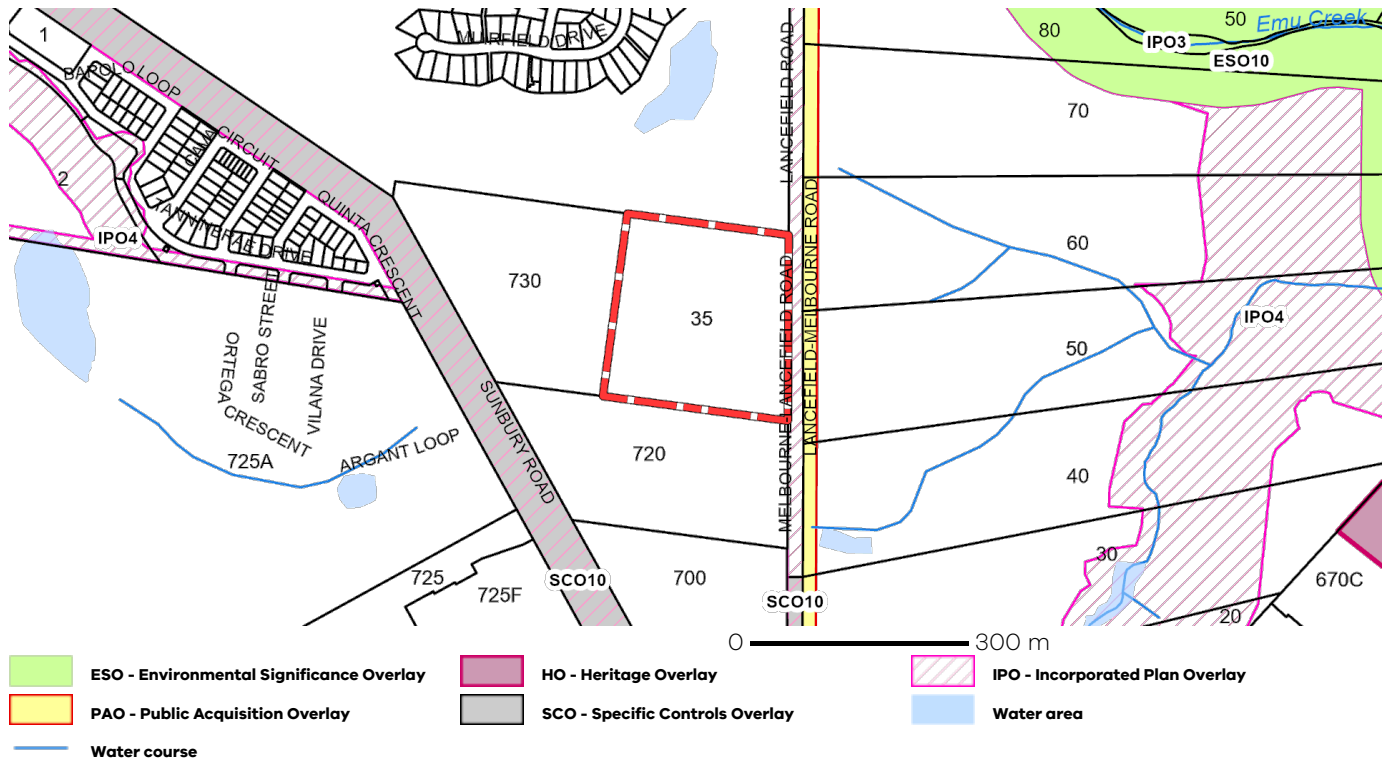 1
MUIRFIELD DRIVE
80
50
Emu Creek
IPO3
ESO10
BAROLO LOOP
LANCEFIELD ROAD
70
CAVA
CIRCUIT
2
QUINTA CRESCENT
TANNINERAE DRIVE
IPO4
60
730
35
MELBOURNE-LANCEFIELD ROAD
LANCEFIELD-MELBOURNE ROAD
IPO4
50
ORTEGA
CRESCENT
SABRO STREET
VILANA DRIVE
SUNBURY ROAD
725A
ARGANT LOOP
720
40
30
725
725F
SCO10
700
SCO10
670C
20
0 300 m
ESO - Environmental Significance Overlay
HO - Heritage Overlay
IPO - Incorporated Plan Overlay
PAO - Public Acquisition Overlay
SCO - Specific Controls Overlay
Water area
Water course